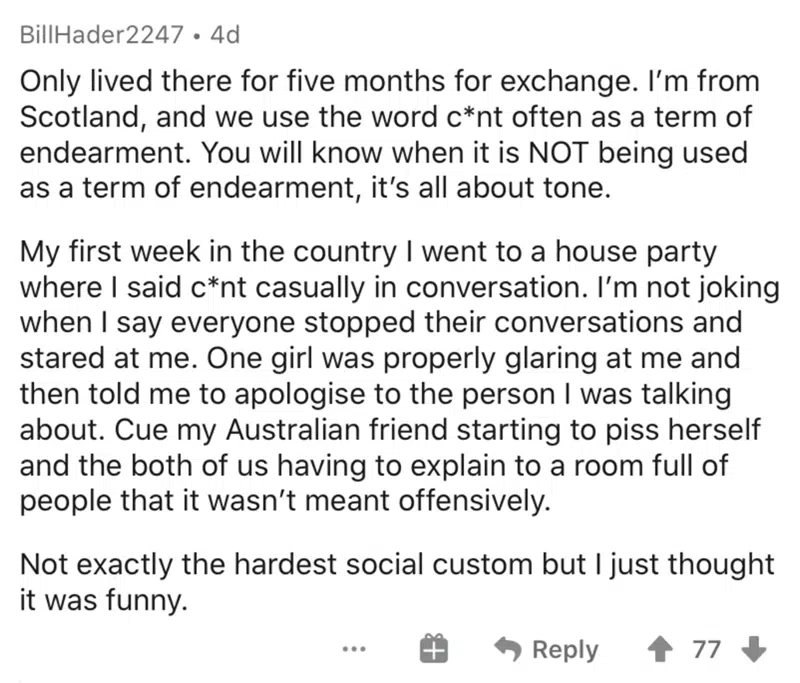 BillHader2247 • 4d
Only lived there for five months for exchange. I’m from
Scotland, and we use the word c*nt often as a term of
endearment. You will know when it is NOT being used
as a term of endearment, it’s all about tone.
My first week in the country I went to a house party
where I said c*nt casually in conversation. I’m not joking
when I say everyone stopped their conversations and
stared at me. One girl was properly glaring at me and
then told me to apologise to the person I was talking
about. Cue my Australian friend starting to piss herself
and the both of us having to explain to a room full of
people that it wasn’t meant offensively.
Not exactly the hardest social custom but I just thought
it was funny.
... Reply 77